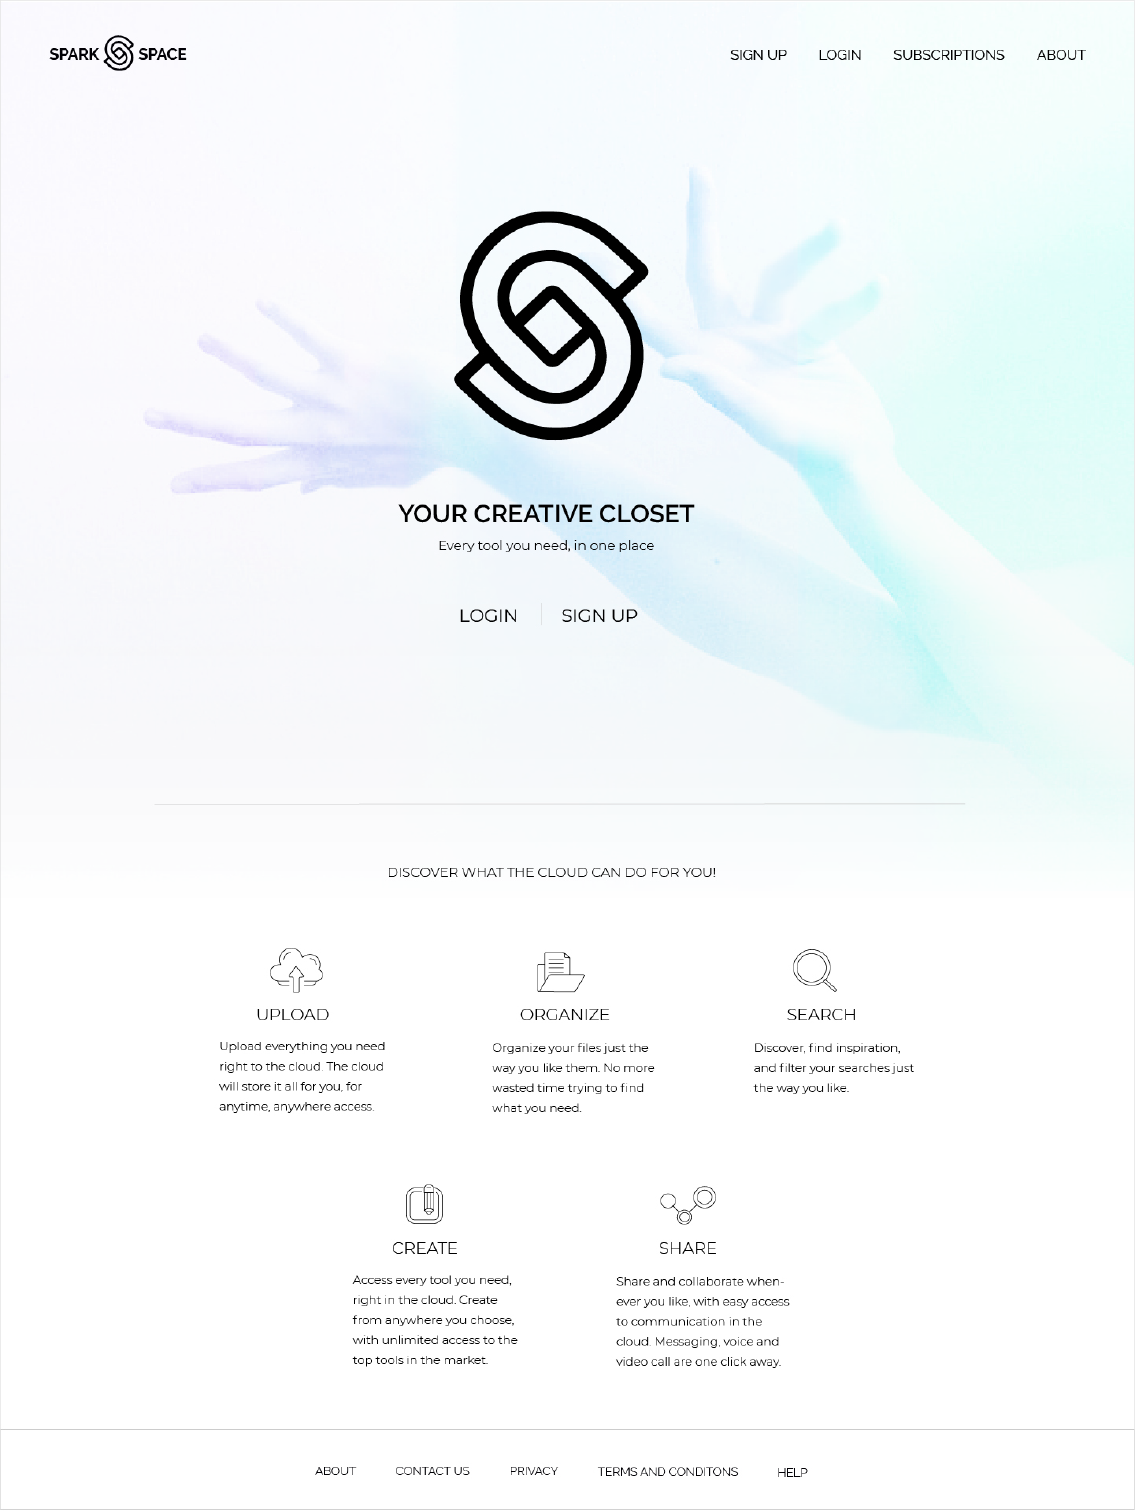 SPARK SPACE
SIGN UP LOGIN SUBSCRIPTIONS ABOUT
YOUR CREATIVE CLOSET
Every tool you need, in one place
LOGIN SIGN UP
DISCOVER WHAT THE CLOUD CAN DO FOR YOU!
UPLOAD
Upload everything you need
right to the cloud. The cloud
will store it all for you, for
anytime, anywhere access.
ORGANIZE
Organize your files just the
way you like them. No more
wasted time trying to find
what you need.
SEARCH
Discover, find inspiration,
and filter your searches just
the way you like.
CREATE
Access every tool you need,
right in the cloud. Create
from anywhere you choose,
with unlimited access to the
top tools in the market.
SHARE
Share and collaborate when-
ever you like, with easy access
to communication in the
cloud. Messaging, voice and
video call are one click away.
ABOUT CONTACT US PRIVACY TERMS AND CONDITONS HELP